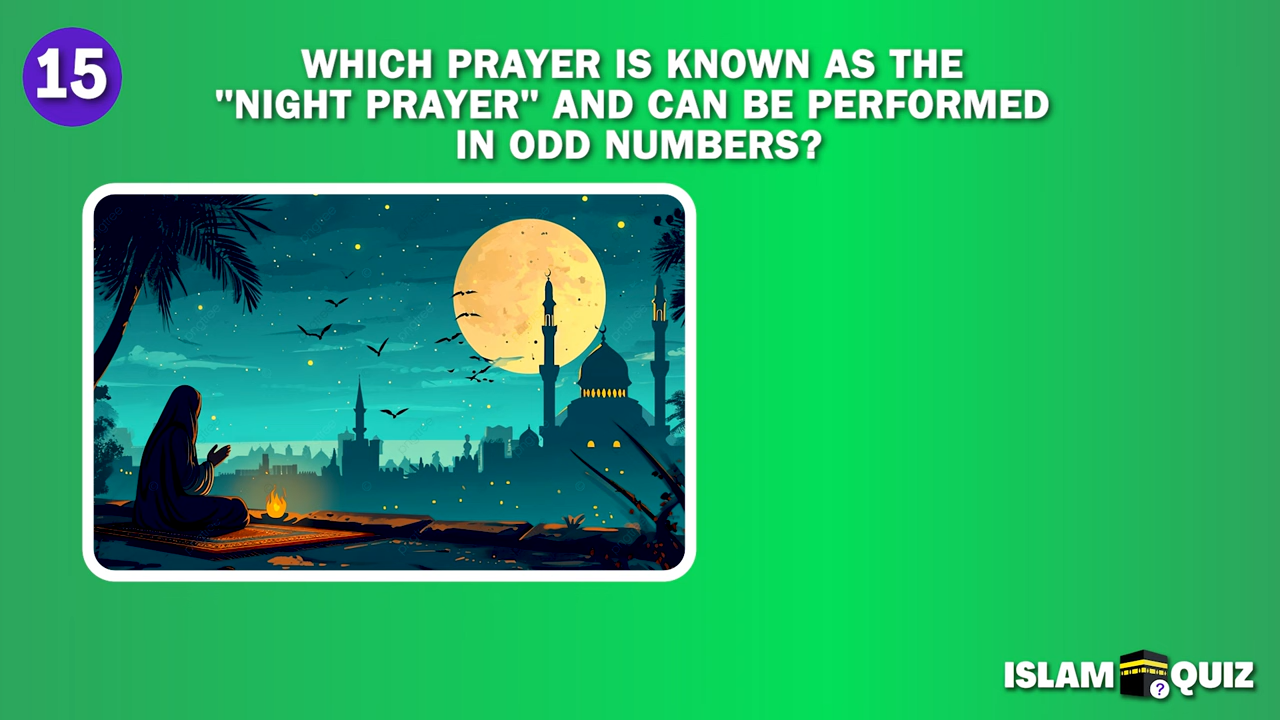 15
WHICH PRAYER IS KNOWN AS THE
"NIGHT PRAYER" AND CAN BE PERFORMED
IN ODD NUMBERS?
ISLAM QUIZ
?